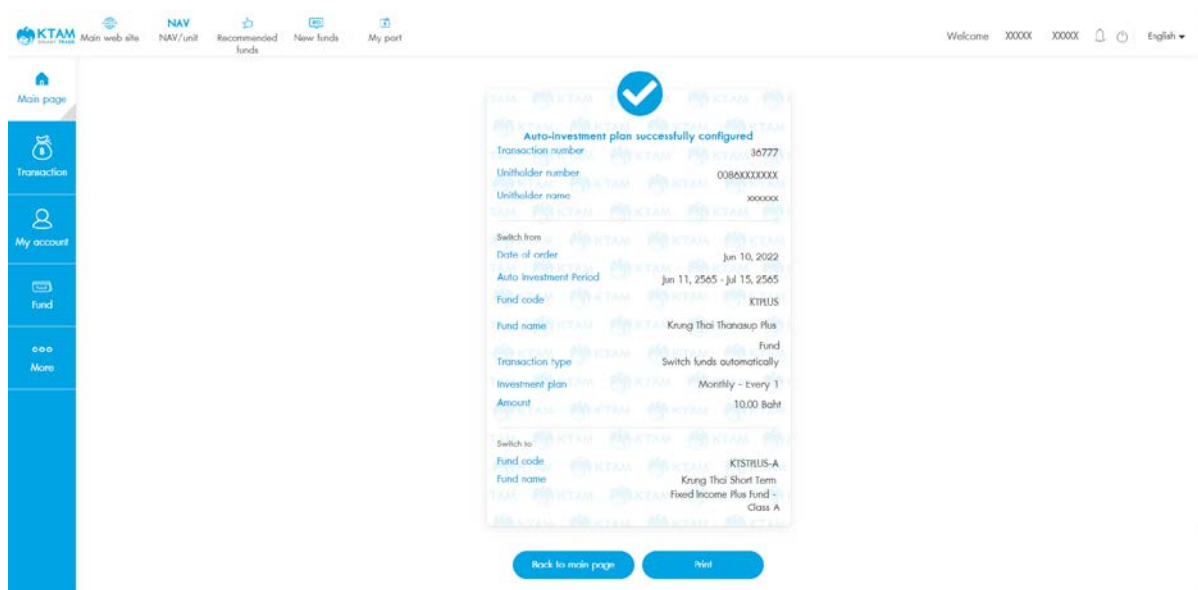 KTAM
SMART TRADE
Main web site
NAV
NAV/unit
Recommended
funds
New funds
My port
Welcome XXXXX XXXXX
English
Main page
Transaction
My account
Fund
More
Auto-investment plan successfully configured
Transaction number 36777
Unitholder number 0086XXXXXXX
Unitholder name xxxxxx
Switch from
Date of order Jun 10, 2022
Auto Investment Period Jun 11, 2565 - Jul 15, 2565
Fund code KTPLUS
Fund name Krung Thai Thanasup Plus
Fund
Transaction type Switch funds automatically
Investment plan Monthly - Every 1
Amount 10.00 Baht
Switch to
Fund code KTSTPLUS-A
Fund name Krung Thai Short Term
Fixed Income Plus Fund -
Class A
Back to main page Print